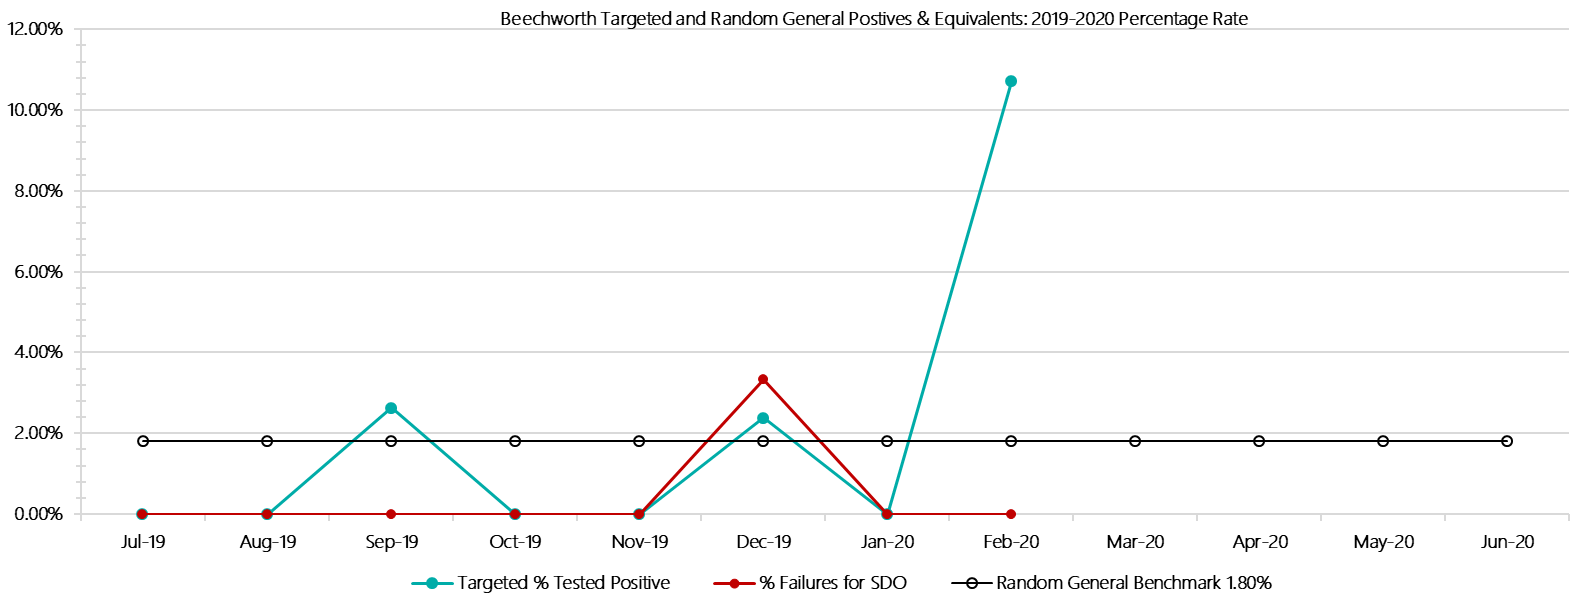 Beechworth Targeted and Random General Postives & Equivalents: 2019-2020 Percentage Rate
12.00%
10.00%
8.00%
6.00%
4.00%
2.00%
0.00%
Jul-19 Aug-19 Sep-19 Oct-19 Nov-19 Dec-19 Jan-20 Feb-20 Mar-20 Apr-20 May-20 Jun-20
Targeted % Tested Positive % Failures for SDO Random General Benchmark 1.80%